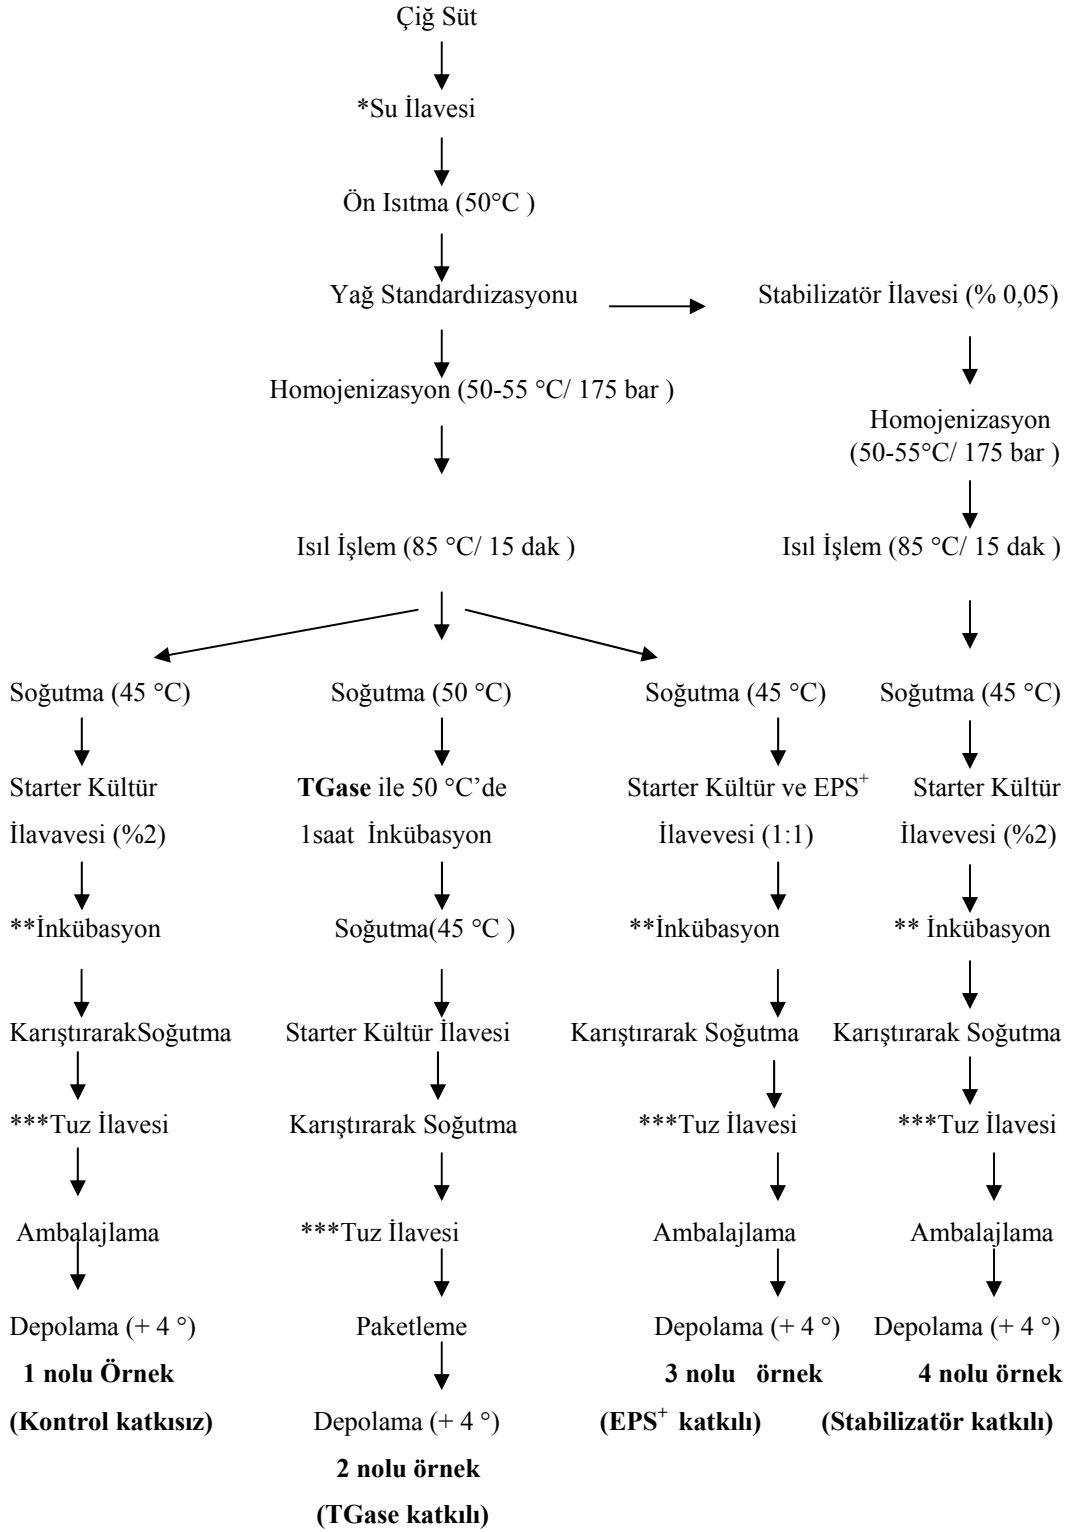 Çiğ Süt
*Su İlavesi
Ön Isıtma (50°C )
Yağ Standardıizasyonu
Stabilizatör İlavesi (% 0,05)
Homojenizasyon (50-55 °C/ 175 bar )
Homojenizasyon
(50-55°C/ 175 bar )
Isıl İşlem (85 °C/ 15 dak )
Isıl İşlem (85 °C/ 15 dak )
Soğutma (45 °C)
Soğutma (50 °C)
Soğutma (45 °C)
Soğutma (45 °C)
Starter Kültür
TGase ile 50 °C’de
Starter Kültür ve EPS+
Starter Kültür
İlavavesi (%2)
1saat İnkübasyon
İlavevesi (1:1)
İlavevesi (%2)
**İnkübasyon
Soğutma(45 °C )
**İnkübasyon
** İnkübasyon
KarıştırarakSoğutma
Starter Kültür İlavesi
Karıştırarak Soğutma
Karıştırarak Soğutma
***Tuz İlavesi
Karıştırarak Soğutma
***Tuz İlavesi
***Tuz İlavesi
Ambalajlama
***Tuz İlavesi
Ambalajlama
Ambalajlama
Depolama (+ 4 °)
Paketleme
Depolama (+ 4 °)
Depolama (+ 4 °)
1 nolu Örnek
3 nolu örnek
4 nolu örnek
(Kontrol katkısız)
Depolama (+ 4 °)
(EPS+ katkılı)
(Stabilizatör katkılı)
2 nolu örnek
(TGase katkılı)